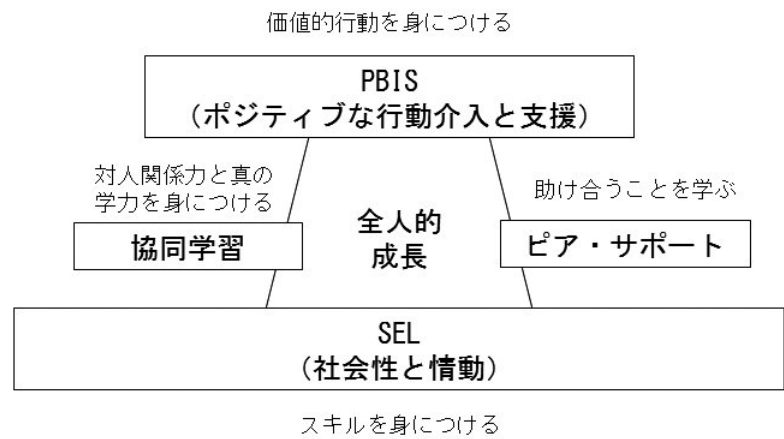 価値的行動を身につける
PBIS
（ポジティブな行動介入と支援）
対人関係力と真の
学力を身につける
助け合うことを学ぶ
全人的
成長
協同学習
ピア・サポート
SEL
（社会性と情動）
スキルを身につける